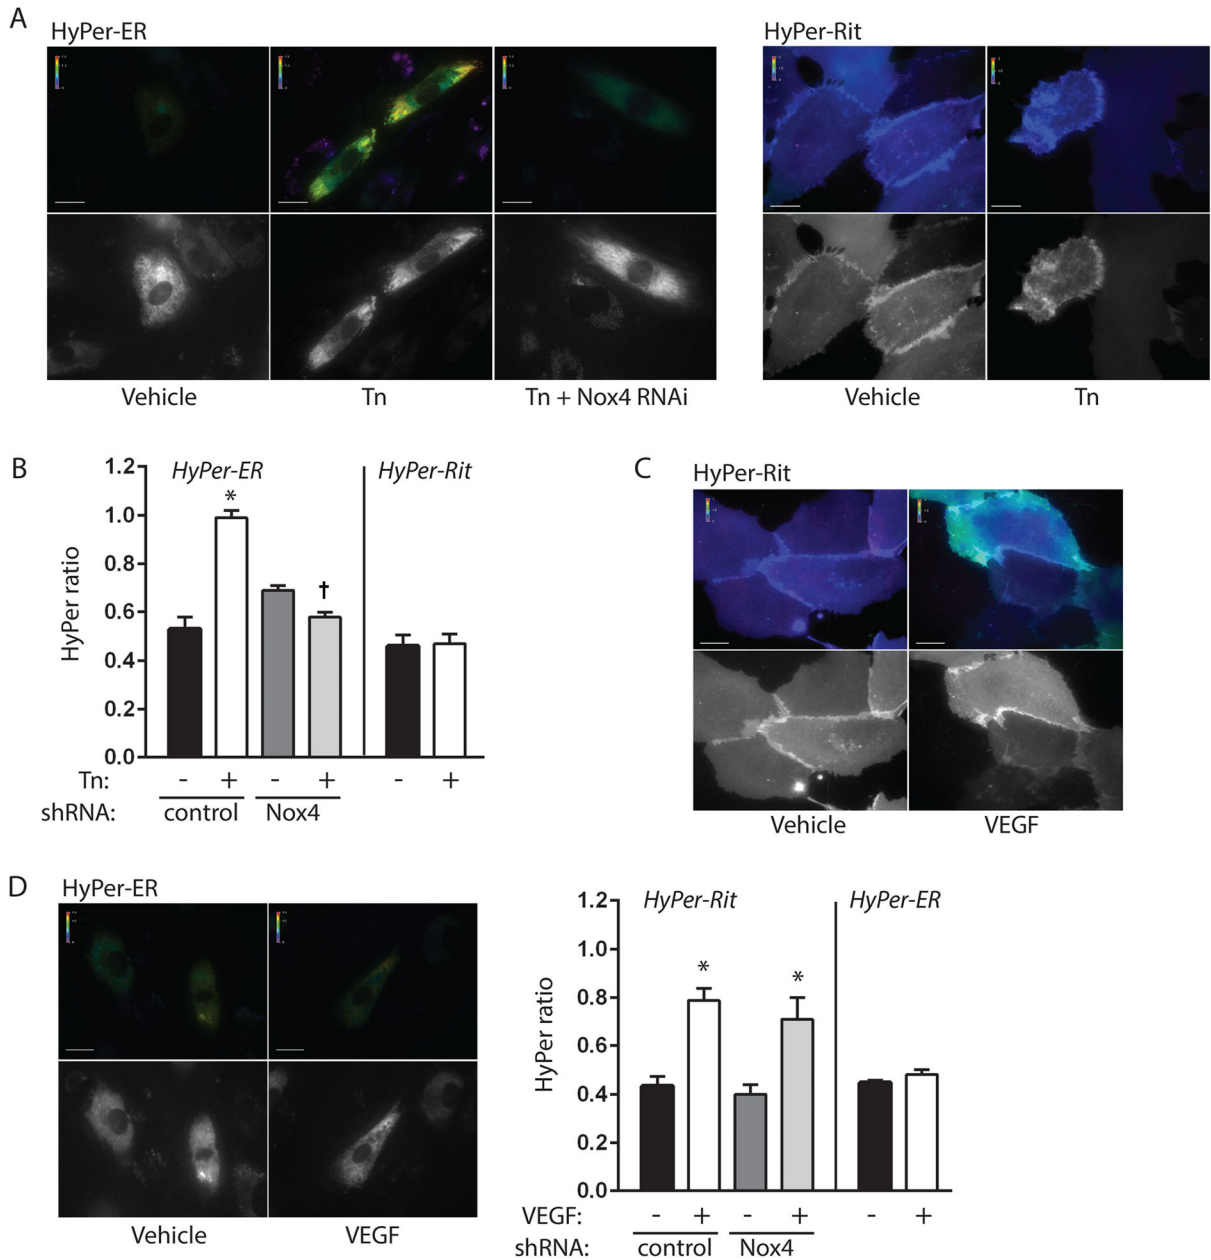 A
HyPer-ER
HyPer-Rit
Vehicle
Tn
Tn + Nox4 RNAi
Vehicle
Tn
B
HyPer-ER
HyPer-Rit
HyPer ratio
1.2
1.0
0.8
0.6
0.4
0.2
0.0
*
†
Tn: - + - + - +
shRNA: control Nox4
C
HyPer-Rit
Vehicle
VEGF
D
HyPer-ER
Vehicle
VEGF
HyPer-Rit
HyPer-ER
HyPer ratio
1.2
1.0
0.8
0.6
0.4
0.2
0.0
*
*
VEGF: - + - + - +
shRNA: control Nox4